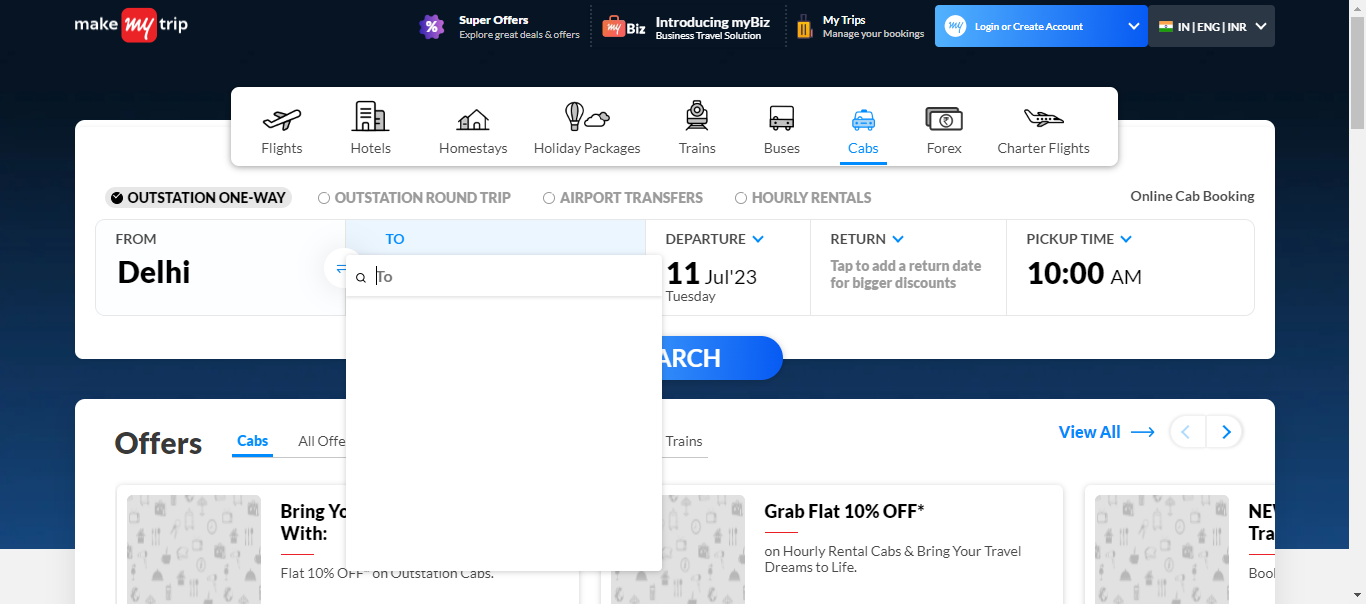 make my trip
Super Offers
Explore great deals & offers
my Biz
Introducing myBiz
Business Travel Solution
My Trips
Manage your bookings
my Login or Create Account
IN | ENG | INR
Flights
Hotels
Homestays
Holiday Packages
Trains
Buses
Cabs
Forex
Charter Flights
OUTSTATION ONE-WAY
OUTSTATION ROUND TRIP
AIRPORT TRANSFERS
HOURLY RENTALS
Online Cab Booking
FROM
Delhi
TO
To
DEPARTURE
11 Jul'23
Tuesday
RETURN
Tap to add a return date
for bigger discounts
PICKUP TIME
10:00 AM
ARCH
Offers
Cabs
All Offe
Trains
View All
Bring Yo
With:
Flat 10% OFF* on Outstation Cabs.
Grab Flat 10% OFF*
on Hourly Rental Cabs & Bring Your Travel
Dreams to Life.
NE
Tra
Bool